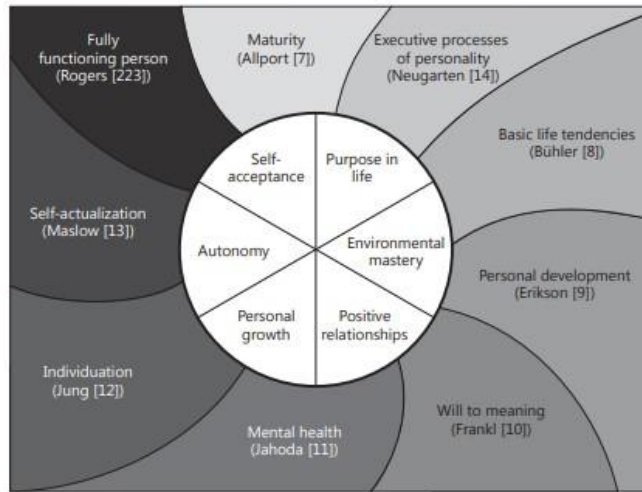 Fully
functioning person
(Rogers [223])
Maturity
(Allport [7])
Executive processes
of personality
(Neugarten [14])
Basic life tendencies
(Bühler [8])
Self-
acceptance
Purpose in
life
Self-actualization
(Maslow [13])
Autonomy
Environmental
mastery
Personal development
(Erikson [9])
Personal
growth
Positive
relationships
Individuation
(Jung [12])
Will to meaning
(Frankl [10])
Mental health
(Jahoda [11])